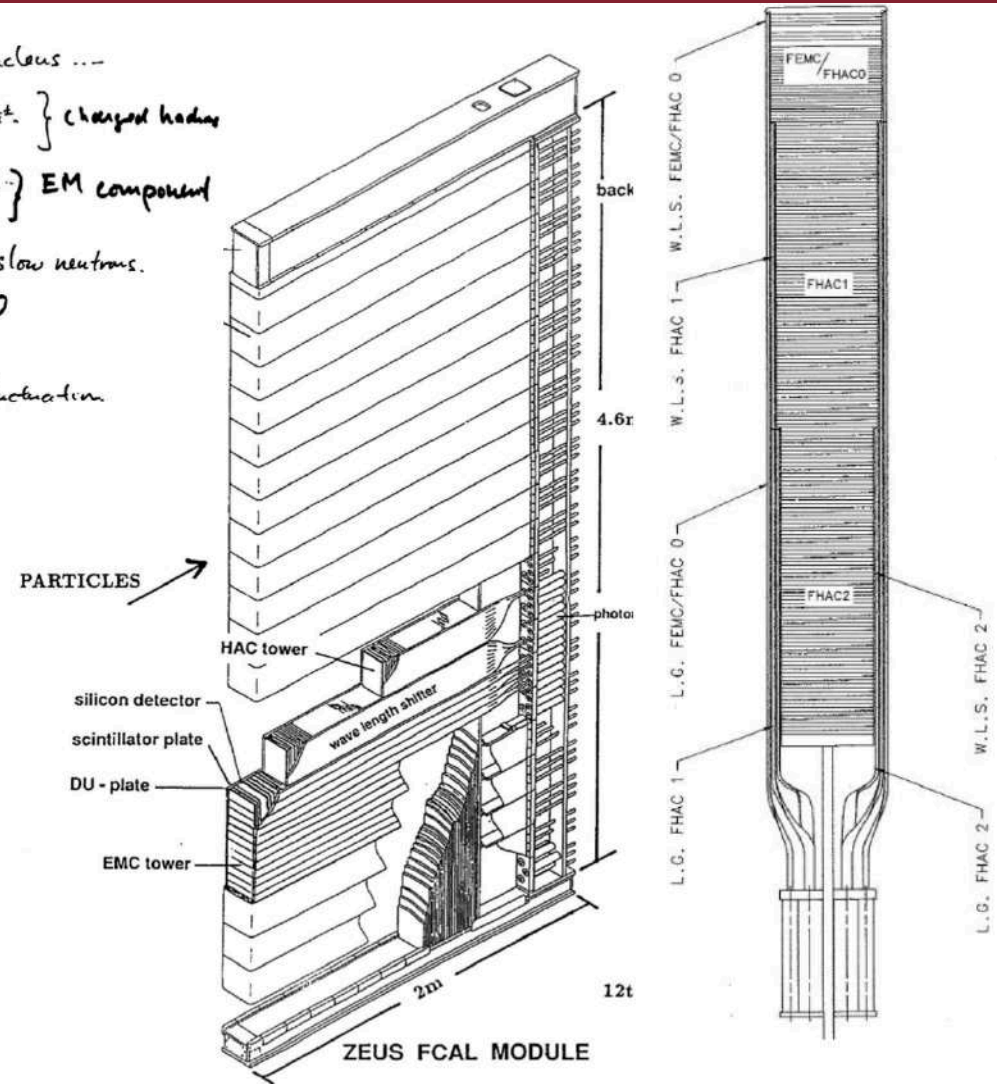 } charged hadrons
} EM component
slow neutrons.
back
4.6m
PARTICLES
HAC tower
silicon detector
wave length shifter
scintillator plate
DU - plate
EMC tower
2m
12t
ZEUS FCAL MODULE
W.L.S. FEMC/FHAC 0
W.L.S. FHAC 1
L.G. FEMC/FHAC 0
L.G. FHAC 1
FEMC/
FHAC0
FHAC1
FHAC2
W.L.S. FHAC 2
L.G. FHAC 2